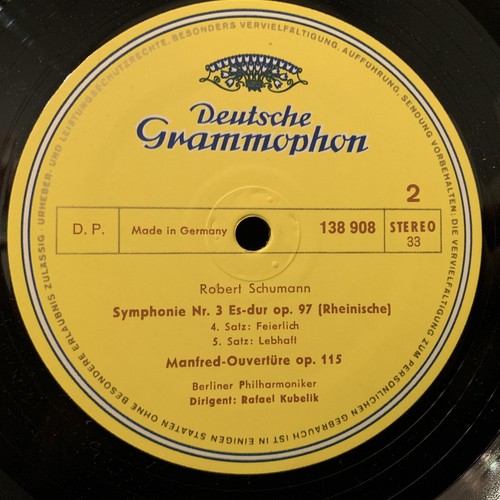 URHEBER- UND LEISTUNGSSCHUTZRECHTE, BESONDERS VERVIELFÄLTIGUNG, AUFFÜHRUNG, SENDUNG VORBEHALTEN; DIE VERVIELFÄLTIGUNG ZUM PERSÖNLICHEN GEBRAUCH IST IN EINIGEN STAATEN OHNE BESONDERE ERLAUBNIS ZULÄSSIG
Deutsche
Grammophon
2
D. P. Made in Germany 138 908 STEREO
33
Robert Schumann
Symphonie Nr. 3 Es-dur op. 97 (Rheinische)
4. Satz: Feierlich
5. Satz: Lebhaft
Manfred-Ouvertüre op. 115
Berliner Philharmoniker
Dirigent: Rafael Kubelik